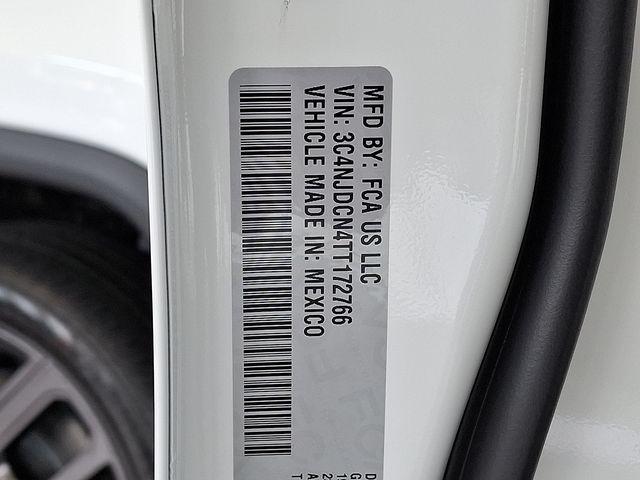 MFD BY: FCA US LLC
VIN: 3C4NJDCN4TT172766
VEHICLE MADE IN: MEXICO